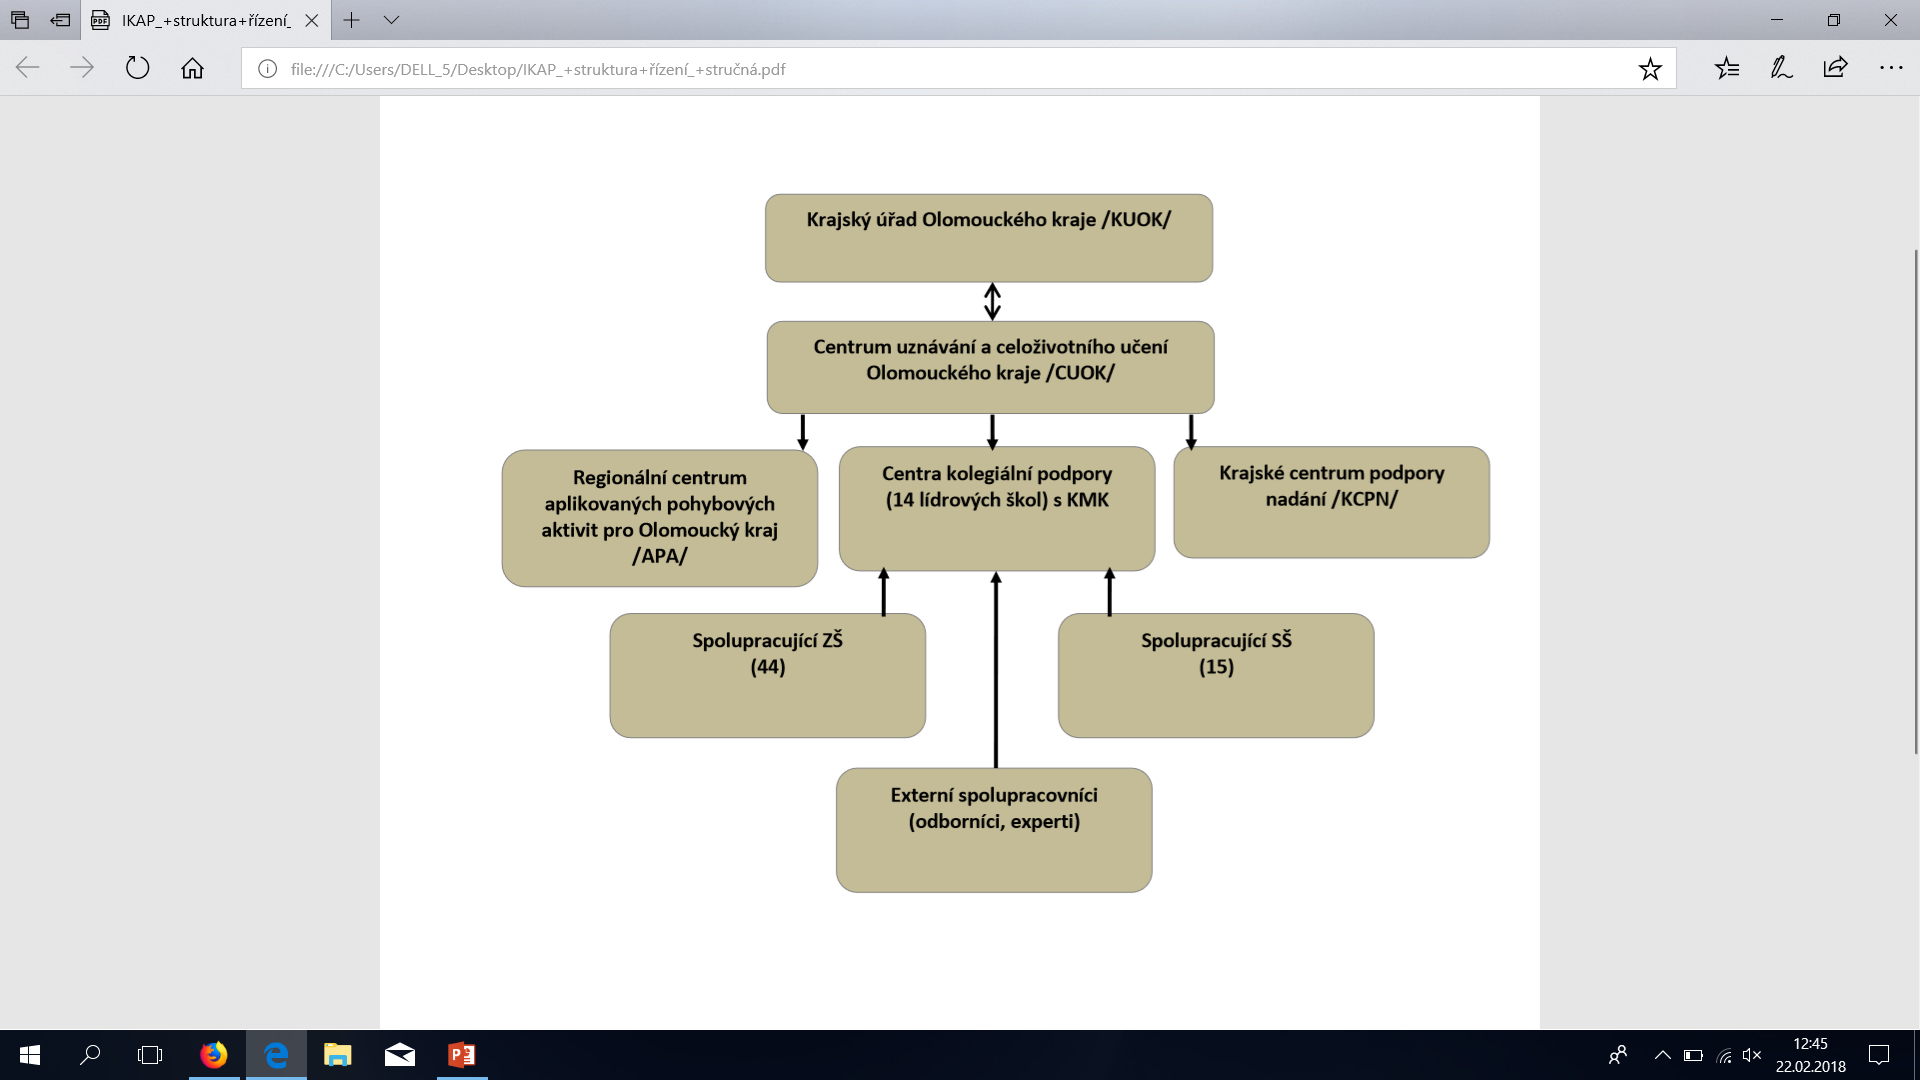 IKAP_+struktura+řízení_
file:///C:/Users/DELL_5/Desktop/IKAP_+struktura+řízení_+stručná.pdf
Krajský úřad Olomouckého kraje /KUOK/
Centrum uznávání a celoživotního učení
Olomouckého kraje /CUOK/
Regionální centrum
aplikovaných pohybových
aktivit pro Olomoucký kraj
/APA/
Centra kolegiální podpory
(14 lídrových škol) s KMK
Krajské centrum podpory
nadání /KCPN/
Spolupracující ZŠ
(44)
Spolupracující SŠ
(15)
Externí spolupracovníci
(odborníci, experti)
12:45
22.02.2018